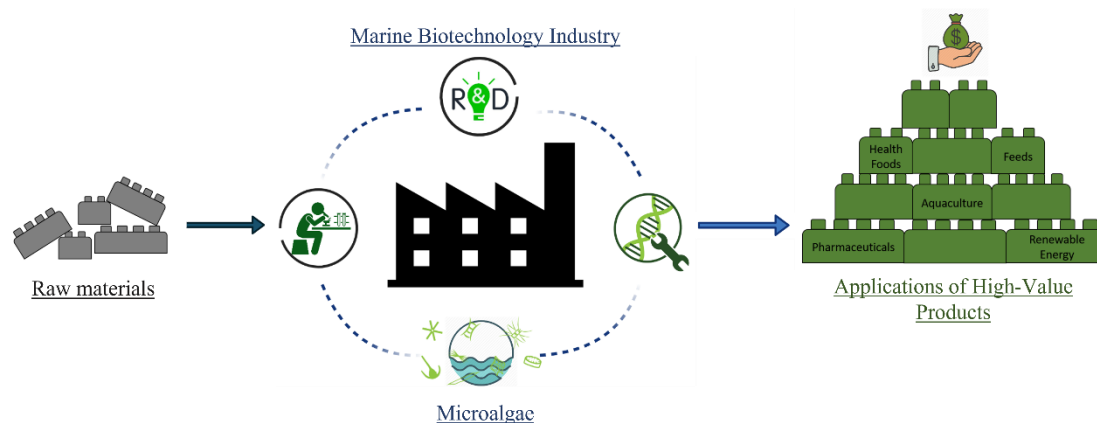 Marine Biotechnology Industry
R&D
$
Health
Foods
Feeds
Aquaculture
Pharmaceuticals
Renewable
Energy
Raw materials
Applications of High-Value
Products
Microalgae